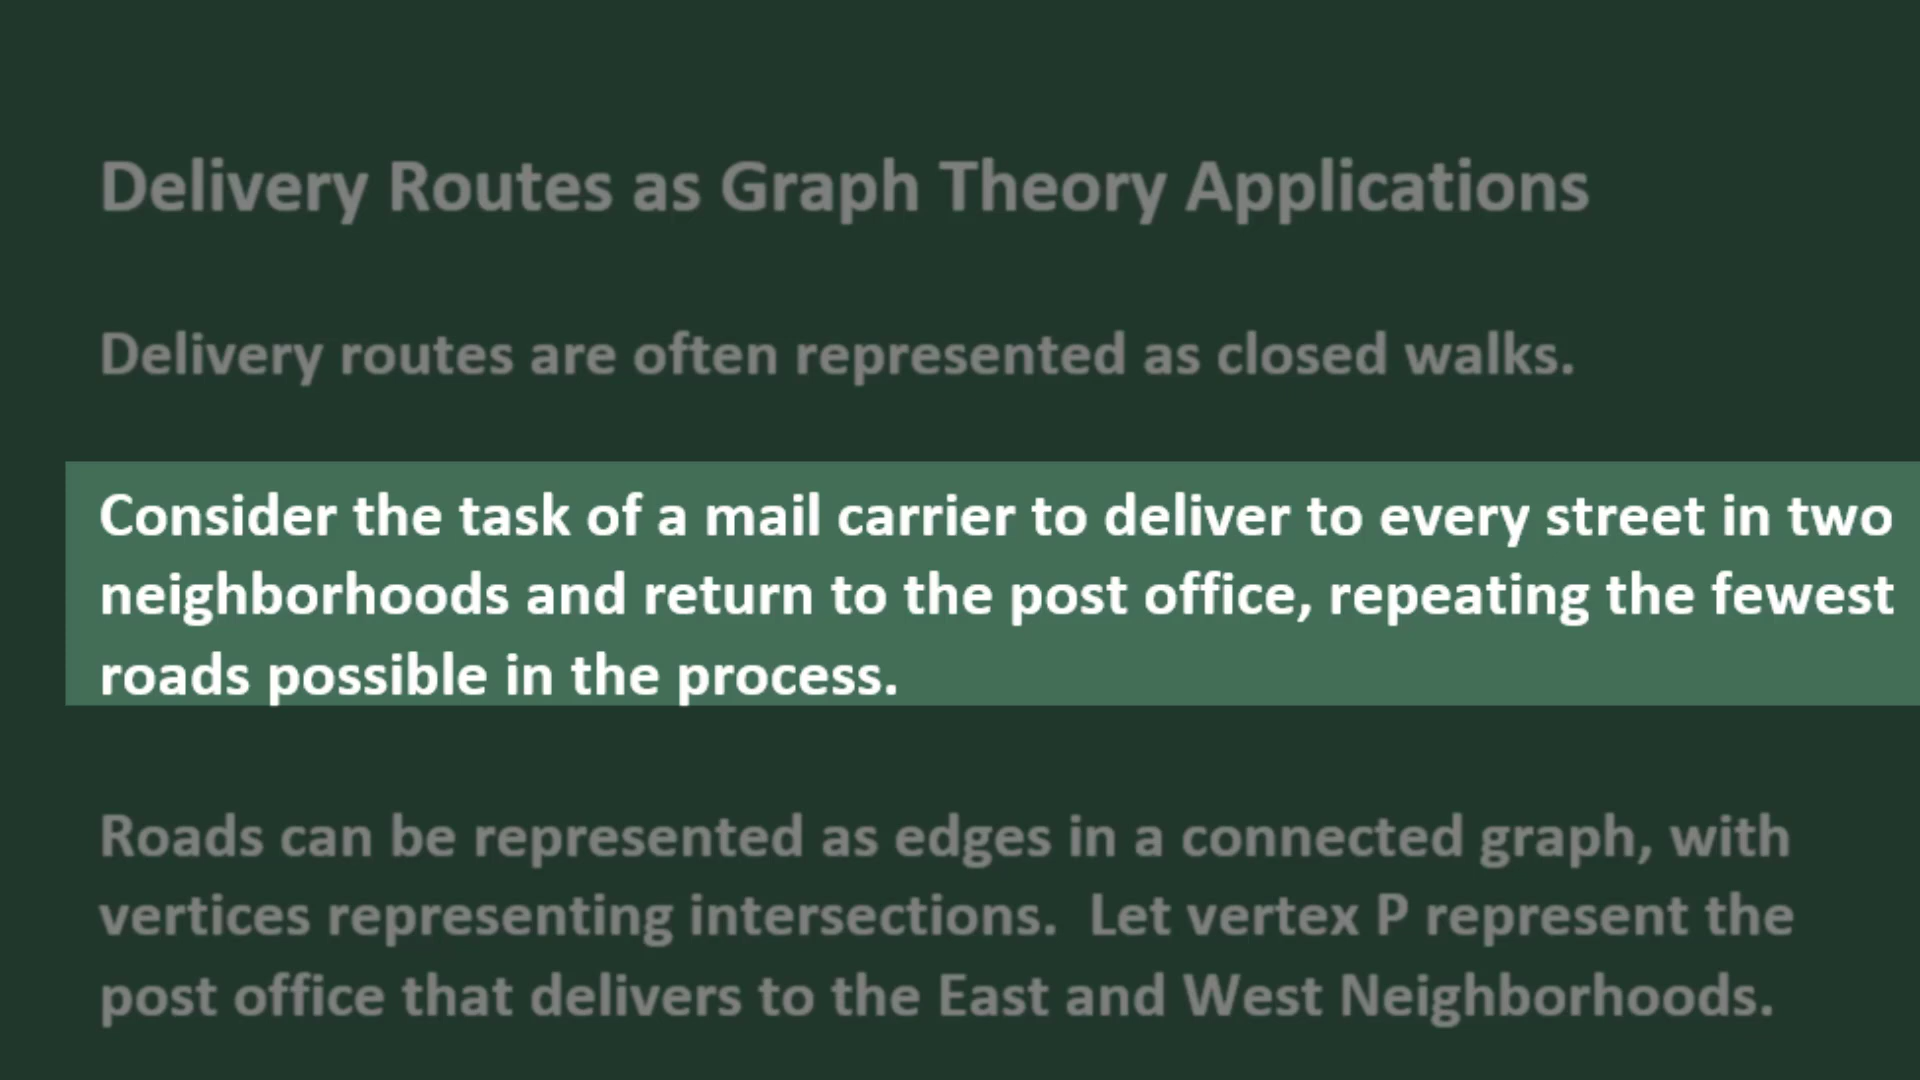 Delivery Routes as Graph Theory Applications
Delivery routes are often represented as closed walks.
Consider the task of a mail carrier to deliver to every street in two
neighborhoods and return to the post office, repeating the fewest
roads possible in the process.
Roads can be represented as edges in a connected graph, with
vertices representing intersections.  Let vertex P represent the
post office that delivers to the East and West Neighborhoods.